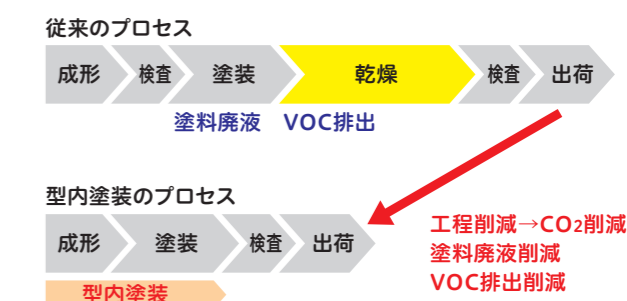 従来のプロセス
成形 検査 塗装 乾燥 検査 出荷
塗料廃液 VOC排出
型内塗装のプロセス
成形 塗装 検査 出荷
工程削減→CO2削減
塗料廃液削減
VOC排出削減
型内塗装